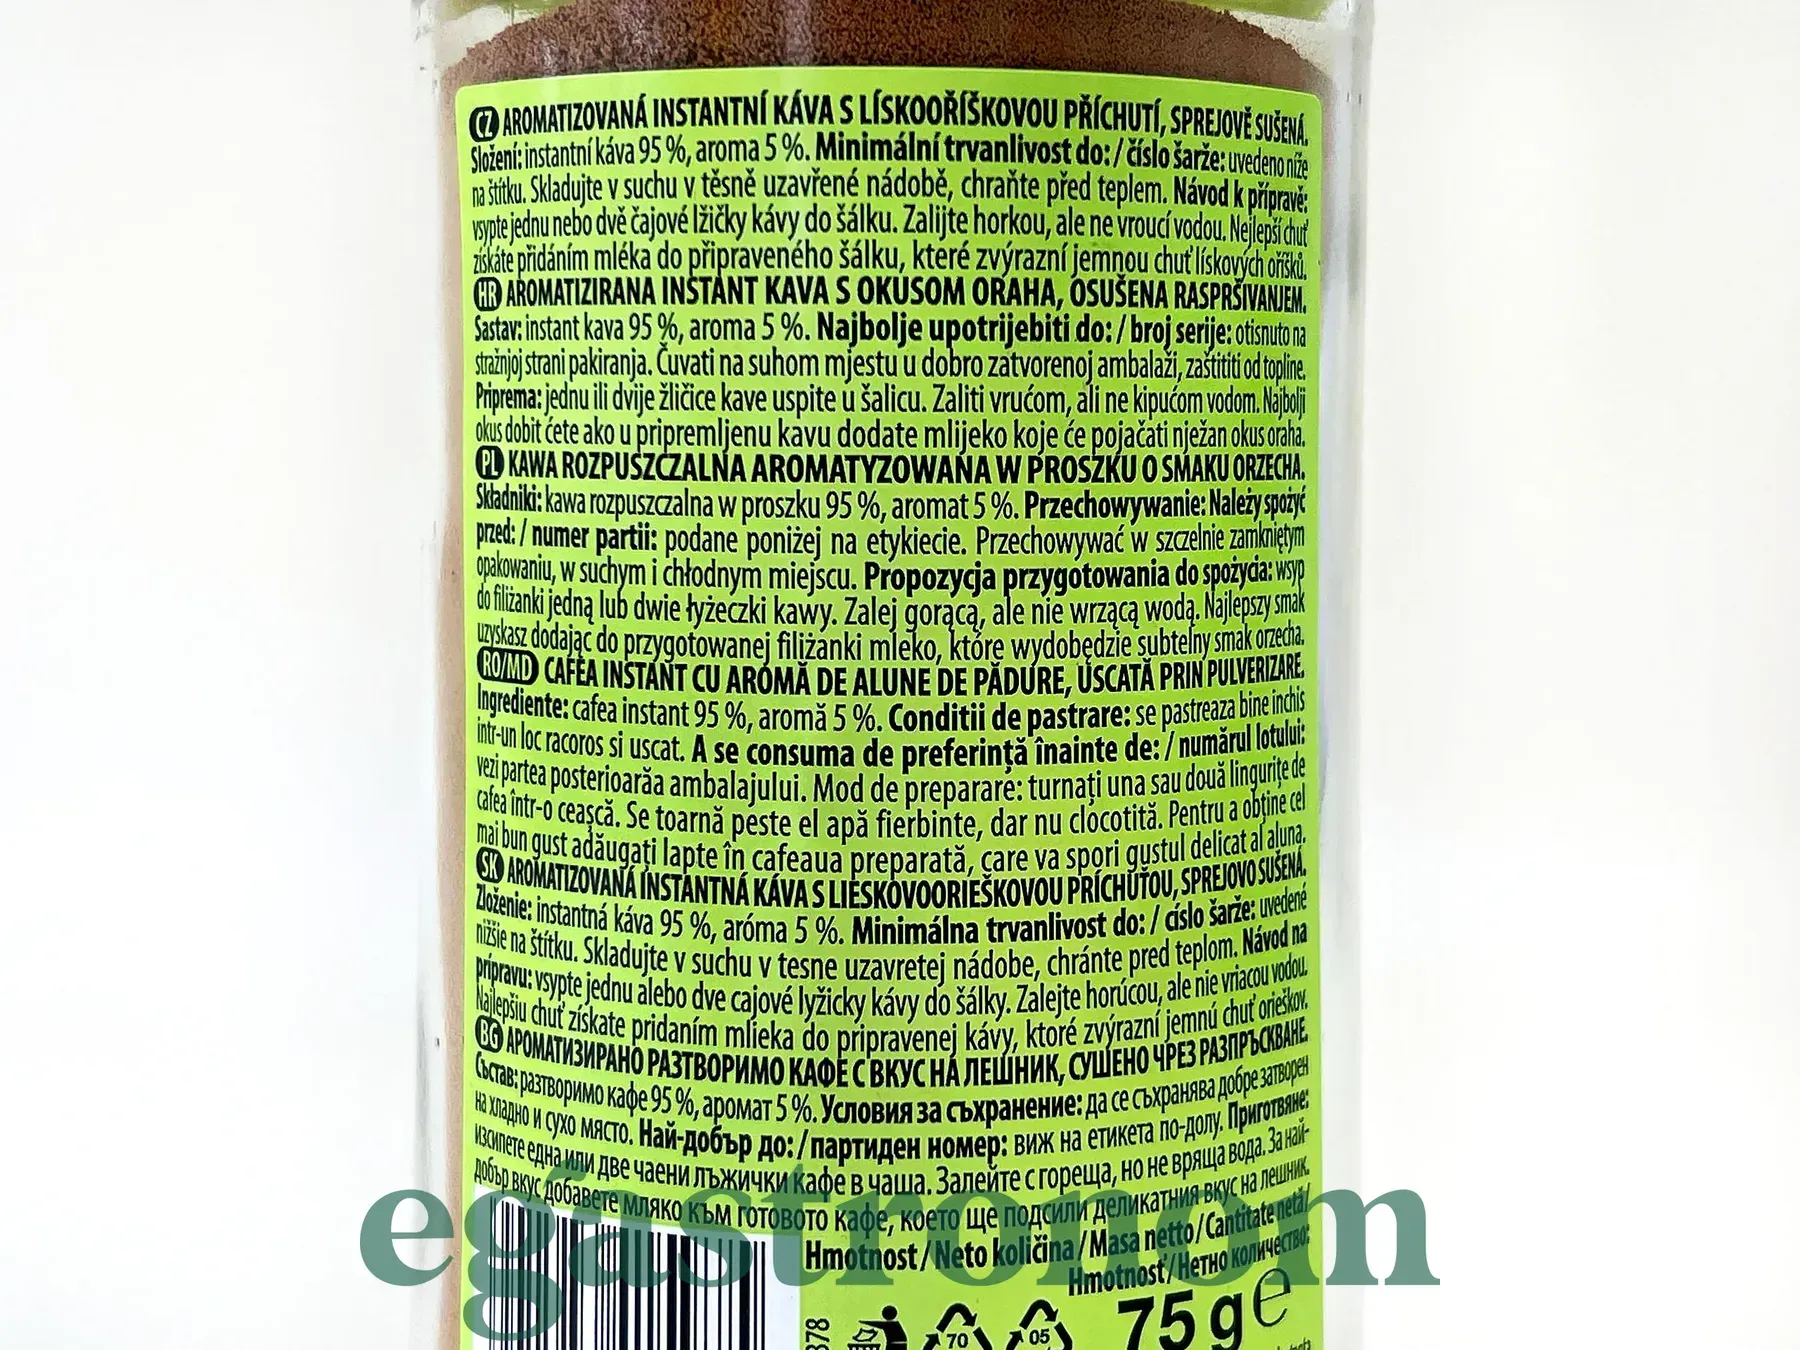 CZ AROMATIZOVANÁ INSTANTNÍ KÁVA S LÍSKOOŘÍŠKOVOU PŘÍCHUTÍ, SPREJOVĚ SUŠENÁ.
Složení: instantní káva 95 %, aroma 5 %. Minimální trvanlivost do: / číslo šarže: uvedeno níže
na štítku. Skladujte v suchu v těsně uzavřené nádobě, chraňte před teplem. Návod k přípravě:
vsypte jednu nebo dvě čajové lžičky kávy do šálku. Zalijte horkou, ale ne vroucí vodou. Nejlepší chuť
získáte přidáním mléka do připraveného šálku, které zvýrazní jemnou chuť lískových oříšků.
HR AROMATIZIRANA INSTANT KAVA S OKUSOM ORAHA, OSUŠENA RASPRŠIVANJEM.
Sastav: instant kava 95 %, aroma 5 %. Najbolje upotrijebiti do: / broj serije: otisnuto na
stražnjoj strani pakiranja. Čuvati na suhom mjestu u dobro zatvorenoj ambalaži, zaštititi od topline.
Priprema: jednu ili dvije žličice kave uspite u šalicu. Zaliti vrućom, ali ne kipućom vodom. Najbolji
okus dobit ćete ako u pripremljenu kavu dodate mlijeko koje će pojačati nježan okus oraha.
PL KAWA ROZPUSZCZALNA AROMATYZOWANA W PROSZKU O SMAKU ORZECHA.
Składniki: kawa rozpuszczalna w proszku 95 %, aromat 5 %. Przechowywanie: Należy spożyć
przed: / numer partii: podane poniżej na etykiecie. Przechowywać w szczelnie zamkniętym
opakowaniu, w suchym i chłodnym miejscu. Propozycja przygotowania do spożycia: wsyp
do filiżanki jedną lub dwie łyżeczki kawy. Zalej gorącą, ale nie wrzącą wodą. Najlepszy smak
uzyskasz dodając do przygotowanej filiżanki mleko, które wydobędzie subtelny smak orzecha.
RO/MD CAFEA INSTANT CU AROMĂ DE ALUNE DE PĂDURE, USCATĂ PRIN PULVERIZARE.
Ingrediente: cafea instant 95 %, aromă 5 %. Conditii de pastrare: se pastreaza bine inchis
intr-un loc racoros si uscat. A se consuma de preferință înainte de: / numărul lotului:
vezi partea posterioarăa ambalajului. Mod de preparare: turnați una sau două lingurițe de
cafea într-o ceașcă. Se toarnă peste el apă fierbinte, dar nu clocotită. Pentru a obține cel
mai bun gust adăugați lapte în cafeaua preparată, care va spori gustul delicat al aluna.
SK AROMATIZOVANÁ INSTANTNÁ KÁVA S LIESKOVOORIEŠKOVOU PRÍCHUŤOU, SPREJOVO SUŠENÁ.
Zloženie: instantná káva 95 %, aróma 5 %. Minimálna trvanlivost do: / císlo šarže: uvedené
nižšie na štítku. Skladujte v suchu v tesne uzavretej nádobe, chránte pred teplom. Návod na
prípravu: vsypte jednu alebo dve cajové lyžicky kávy do šálky. Zalejte horúcou, ale nie vriacou vodou.
Najlepšiu chuť získate pridaním mlieka do pripravenej kávy, ktoré zvýrazní jemnú chuť orieškov.
BG АРОМАТИЗИРАНО РАЗТВОРИМО КАФЕ С ВКУС НА ЛЕШНИК, СУШЕНО ЧРЕЗ РАЗПРЪСКВАНЕ.
Състав: разтворимо кафе 95 %, аромат 5 %. Условия за съхранение: да се съхранява добре затворен
на хладно и сухо място. Най-добър до: / партиден номер: виж на етикета по-долу. Приготвяне:
изсипете една или две чаени лъжички кафе в чаша. Залейте с гореща, но не вряща вода. За най-
добър вкус добавете мляко към готовото кафе, което ще подсили деликатния вкус на лешник.
Hmotnost / Neto količina / Masa netto / Cantitate netă /
Hmotnosť / Нетно количество:
75 g e
378
70
05
egastronom